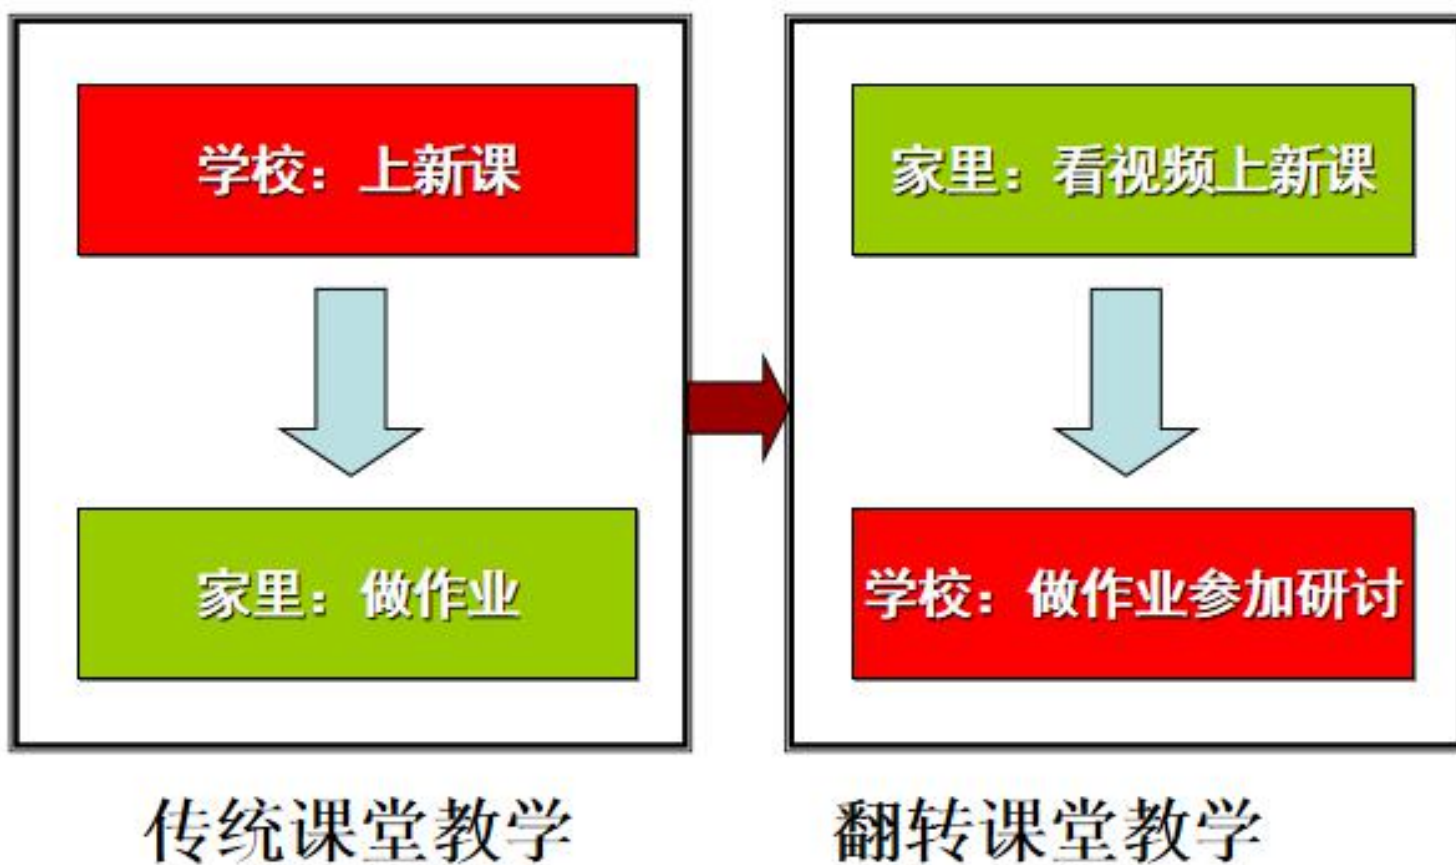 学校：上新课
家里：做作业
传统课堂教学
家里：看视频上新课
学校：做作业参加研讨
翻转课堂教学